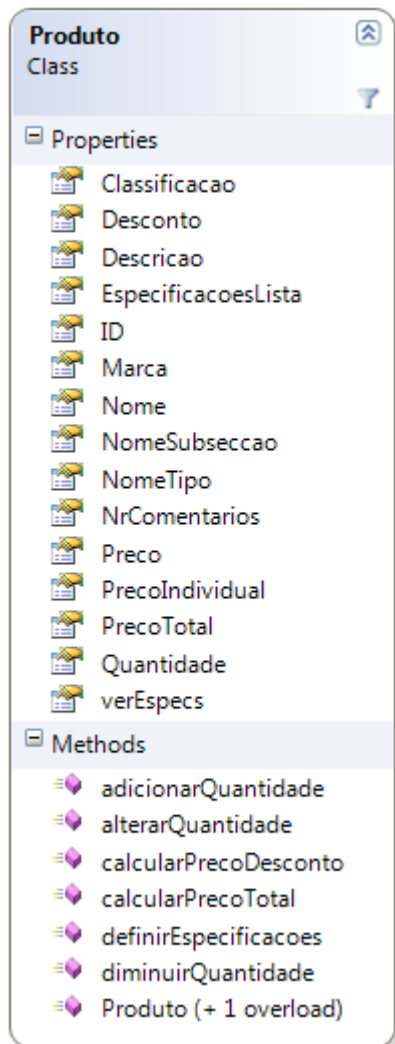 Produto
Class
Properties
Classificacao
Desconto
Descricao
EspecificacoesLista
ID
Marca
Nome
NomeSubseccao
NomeTipo
NrComentarios
Preco
PrecoIndividual
PrecoTotal
Quantidade
verEspecs
Methods
adicionarQuantidade
alterarQuantidade
calcularPrecoDesconto
calcularPrecoTotal
definirEspecificacoes
diminuirQuantidade
Produto (+ 1 overload)